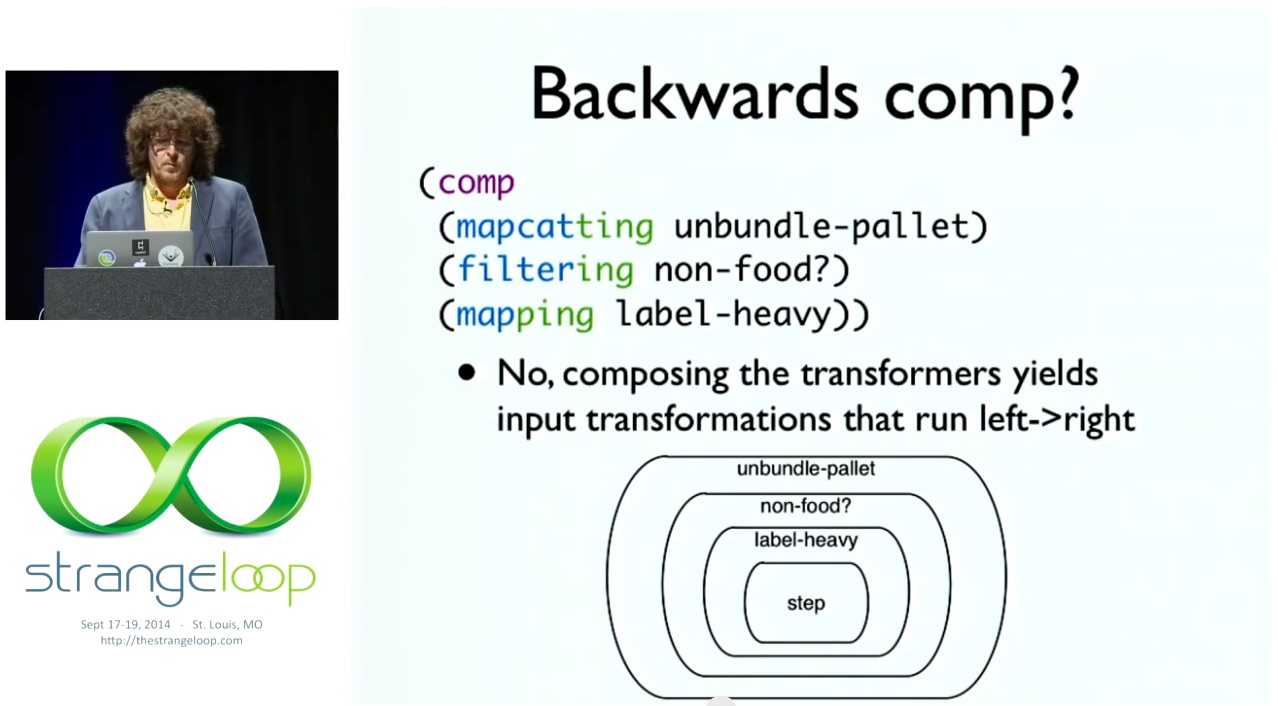 Backwards comp?
(comp
(mapcatting unbundle-pallet)
(filtering non-food?)
(mapping label-heavy))
• No, composing the transformers yields
input transformations that run left->right
unbundle-pallet
non-food?
label-heavy
step
strangeloop
Sept 17-19, 2014 - St. Louis, MO
http://thestrangeloop.com